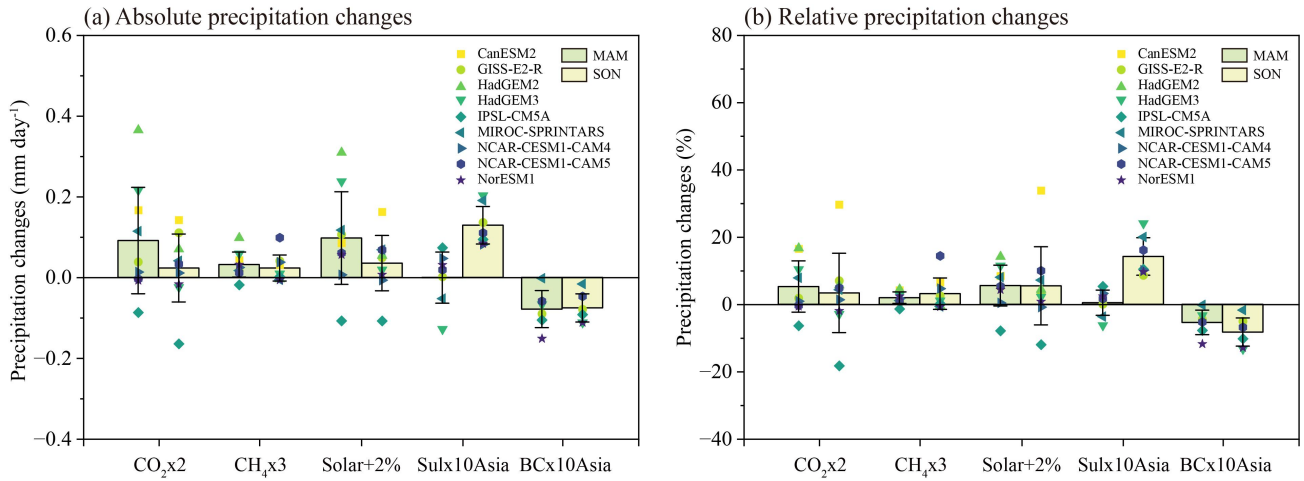 (a) Absolute precipitation changes
Precipitation changes (mm day⁻¹)
0.6
0.4
0.2
0.0
−0.2
−0.4
CanESM2
GISS-E2-R
HadGEM2
HadGEM3
IPSL-CM5A
MIROC-SPRINTARS
NCAR-CESM1-CAM4
NCAR-CESM1-CAM5
NorESM1
MAM
SON
CO₂x2
CH₄x3
Solar+2%
Sulx10Asia
BCx10Asia
(b) Relative precipitation changes
Precipitation changes (%)
80
60
40
20
0
−20
−40
CanESM2
GISS-E2-R
HadGEM2
HadGEM3
IPSL-CM5A
MIROC-SPRINTARS
NCAR-CESM1-CAM4
NCAR-CESM1-CAM5
NorESM1
MAM
SON
CO₂x2
CH₄x3
Solar+2%
Sulx10Asia
BCx10Asia